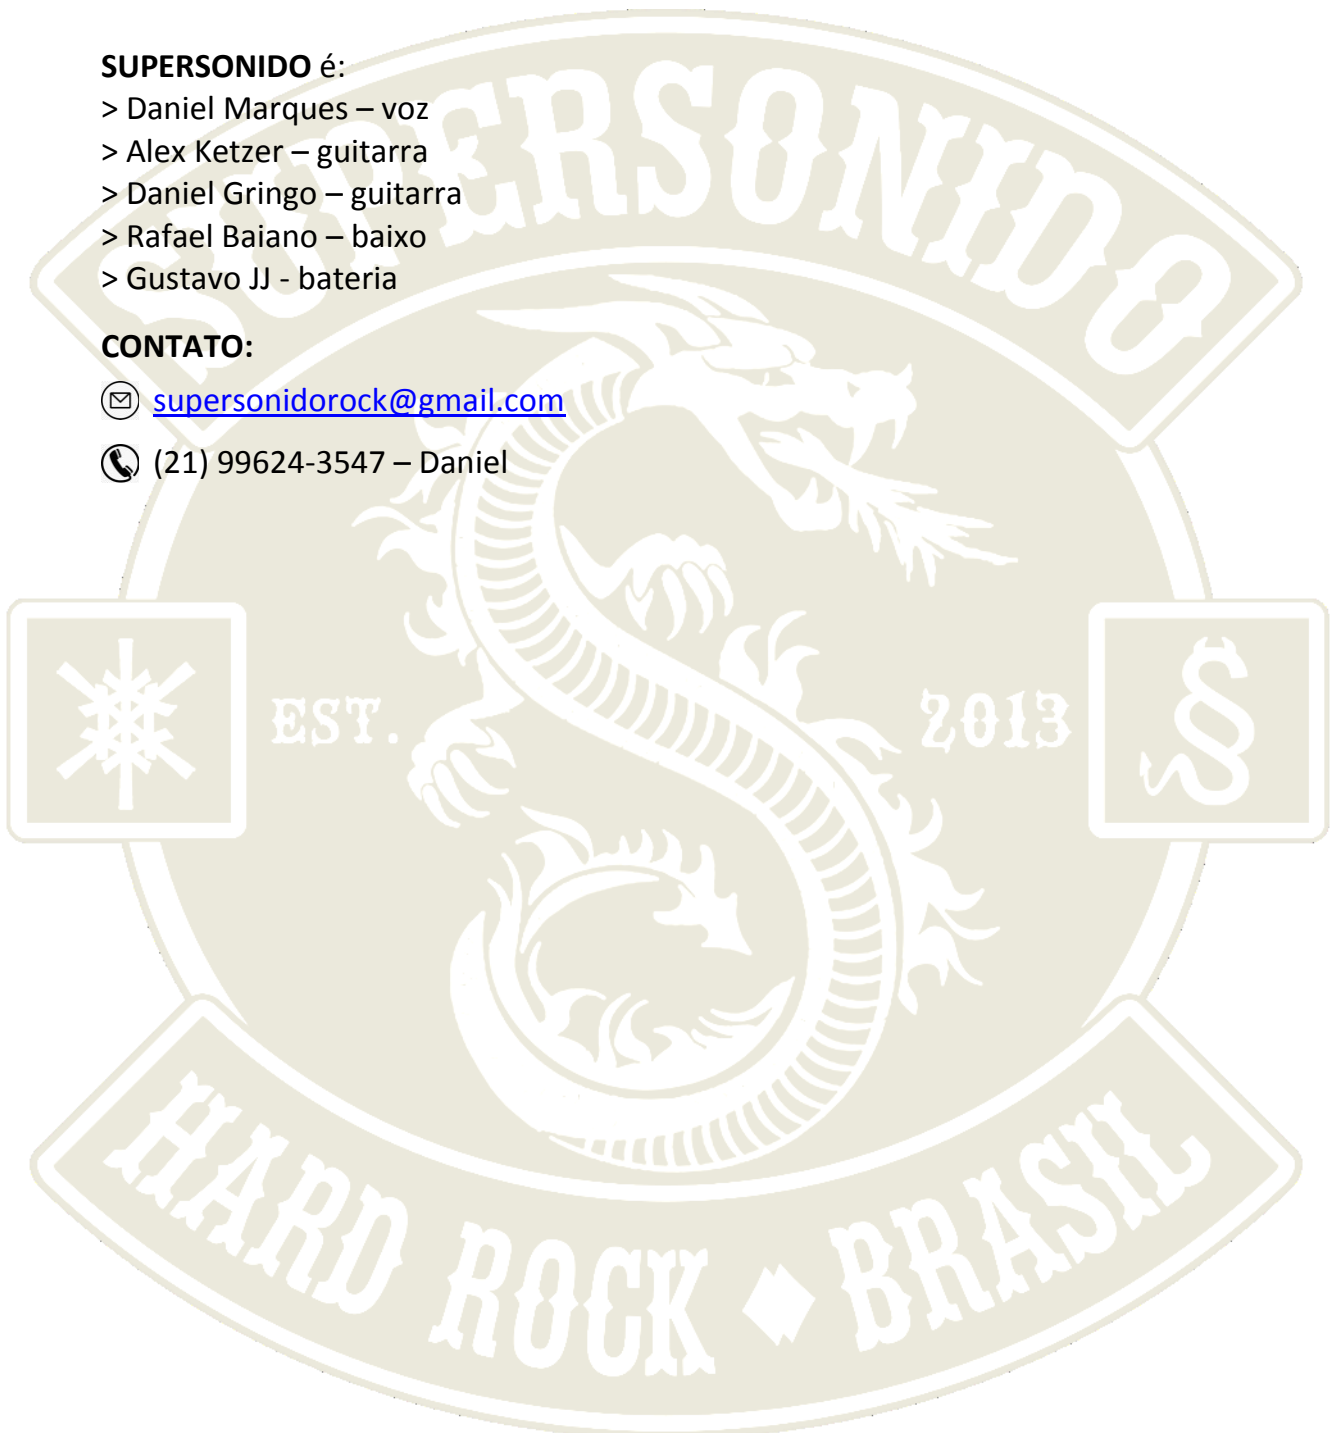 SUPERSONIDO é:
> Daniel Marques – voz
> Alex Ketzer – guitarra
> Daniel Gringo – guitarra
> Rafael Baiano – baixo
> Gustavo JJ - bateria
CONTATO:
supersonidorock@gmail.com
(21) 99624-3547 – Daniel
SUPERSONIDO
EST. 2013
HARD ROCK ♦ BRASIL